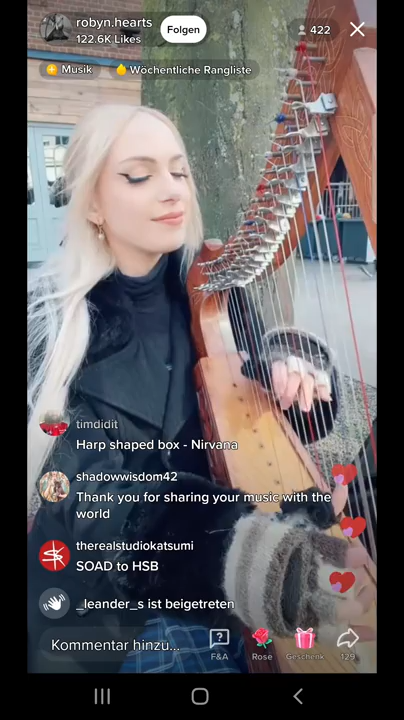 robyn.hearts
122.6K Likes
Folgen
422
Musik
Wöchentliche Rangliste
timdidit
Harp shaped box - Nirvana
shadowwisdom42
Thank you for sharing your music with the
world
therealstudiokatsumi
SOAD to HSB
_leander_s ist beigetreten
Kommentar hinzu...
F&A
Rose
Geschenk
129